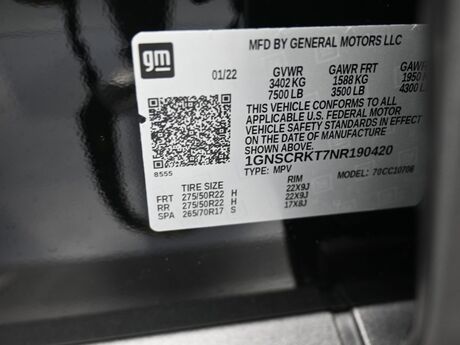 gm
MFD BY GENERAL MOTORS LLC
01/22 GVWR GAWR FRT GAWR
3402 KG 1588 KG 1950 K
7500 LB 3500 LB 4300 L
THIS VEHICLE CONFORMS TO ALL
APPLICABLE U.S. FEDERAL MOTOR
VEHICLE SAFETY STANDARDS
IN EFFECT ON THE DATE OF MANUFACTURE
SHOWN ABOVE.
1GNSCRKT7NR190420
8555 TYPE: MPV MODEL: 70CC10706
TIRE SIZE RIM
FRT 275/50R22 H 22X9J
RR 275/50R22 H 22X9J
SPA 265/70R17 S 17X8J